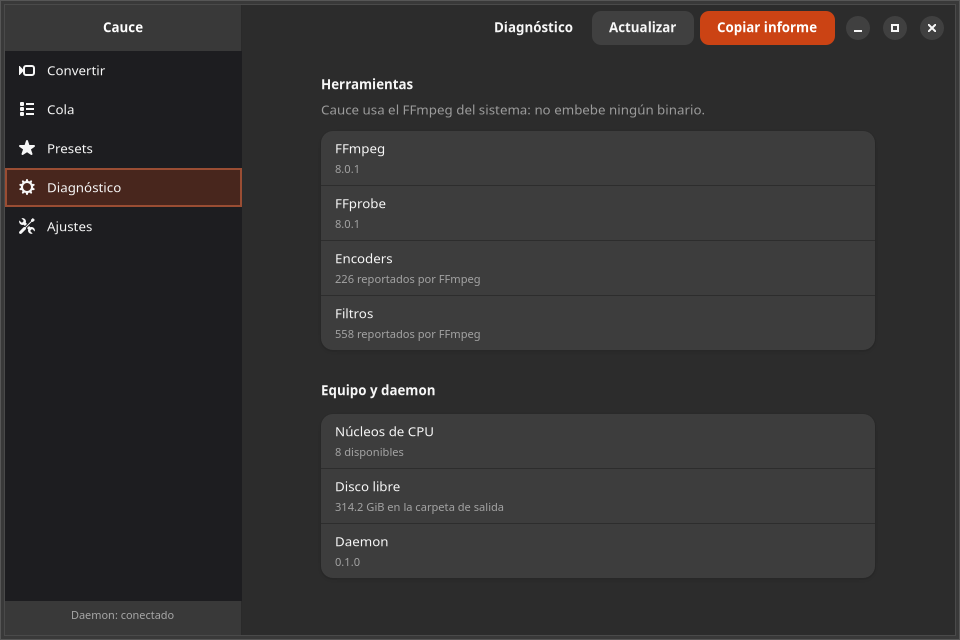 Cauce
Diagnóstico
Actualizar
Copiar informe
Convertir
Cola
Presets
Diagnóstico
Ajustes
Daemon: conectado
Herramientas
Cauce usa el FFmpeg del sistema: no embebe ningún binario.
FFmpeg
8.0.1
FFprobe
8.0.1
Encoders
226 reportados por FFmpeg
Filtros
558 reportados por FFmpeg
Equipo y daemon
Núcleos de CPU
8 disponibles
Disco libre
314.2 GiB en la carpeta de salida
Daemon
0.1.0